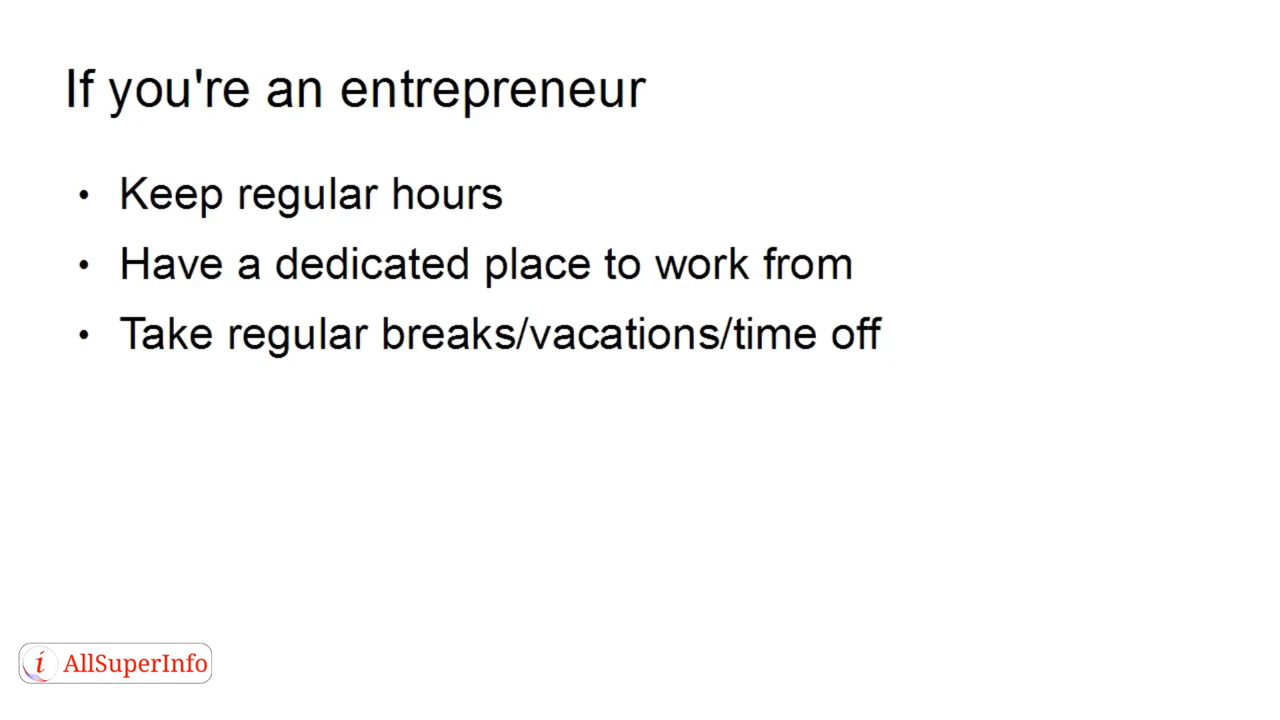 If you're an entrepreneur
• Keep regular hours
• Have a dedicated place to work from
• Take regular breaks/vacations/time off
i AllSuperInfo